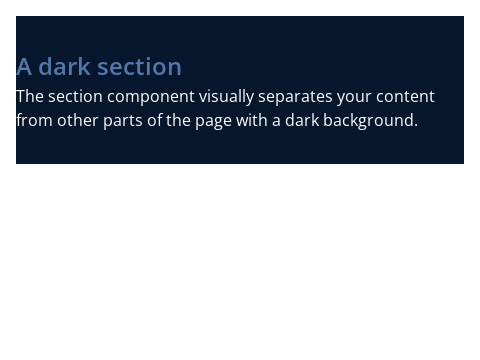 A dark section
The section component visually separates your content
from other parts of the page with a dark background.